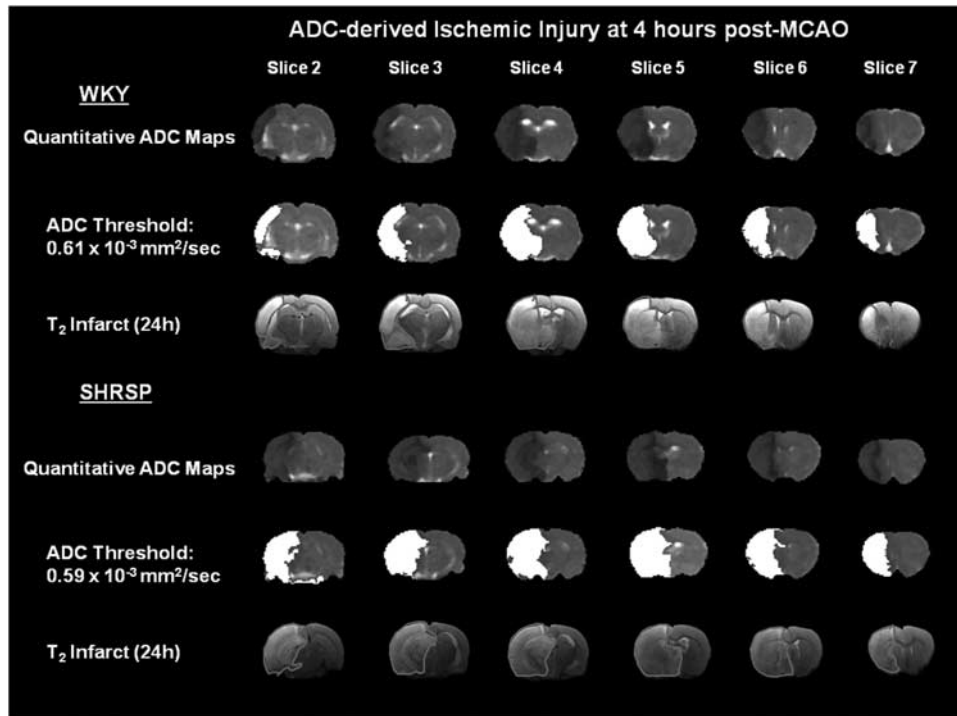 ADC-derived Ischemic Injury at 4 hours post-MCAO
Slice 2 Slice 3 Slice 4 Slice 5 Slice 6 Slice 7
WKY
Quantitative ADC Maps
ADC Threshold:
0.61 x 10⁻³ mm²/sec
T₂ Infarct (24h)
SHRSP
Quantitative ADC Maps
ADC Threshold:
0.59 x 10⁻³ mm²/sec
T₂ Infarct (24h)